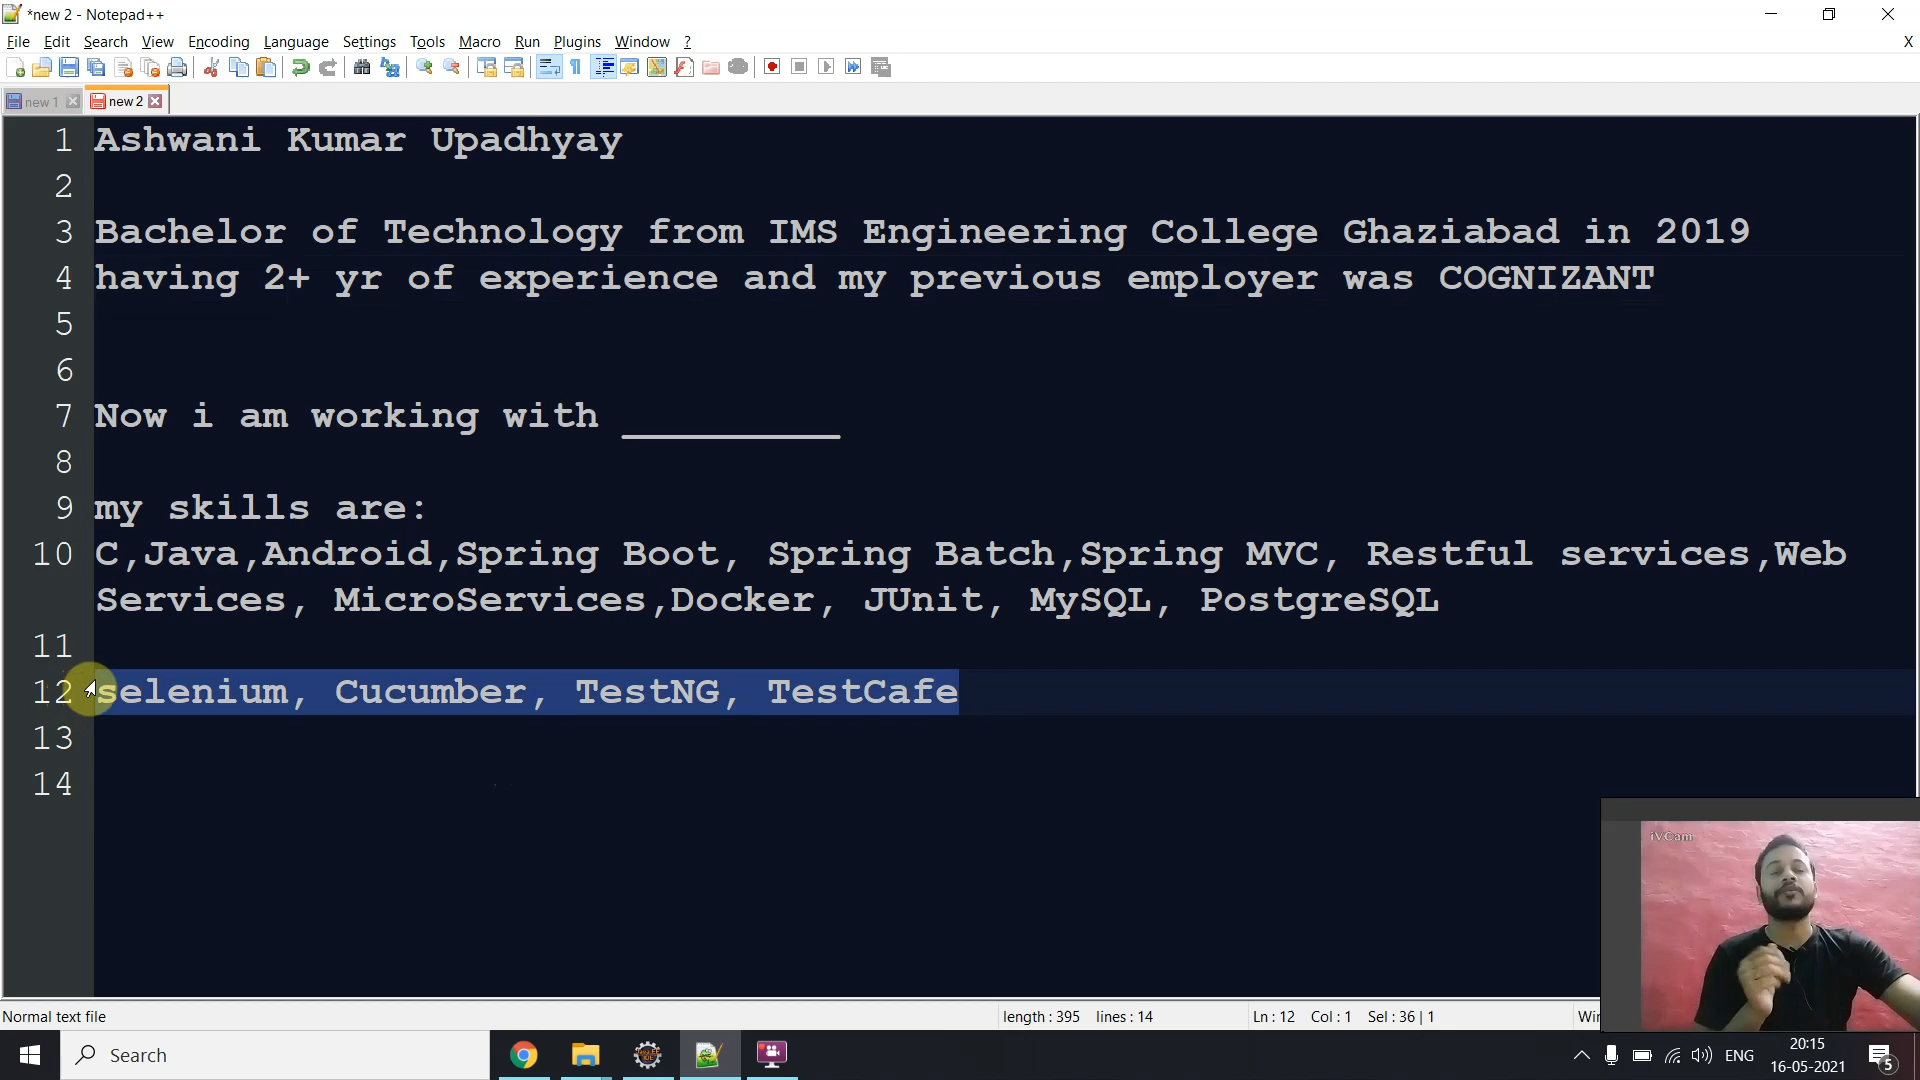 *new 2 - Notepad++
File Edit Search View Encoding Language Settings Tools Macro Run Plugins Window ? X
new 1 new 2
1 Ashwani Kumar Upadhyay
2
3 Bachelor of Technology from IMS Engineering College Ghaziabad in 2019
4 having 2+ yr of experience and my previous employer was COGNIZANT
5
6
7 Now i am working with ___________
8
9 my skills are:
10 C,Java,Android,Spring Boot, Spring Batch,Spring MVC, Restful services,Web
Services, MicroServices,Docker, JUnit, MySQL, PostgreSQL
11
12 selenium, Cucumber, TestNG, TestCafe
13
14
iVCam
Normal text file length : 395 lines : 14 Ln : 12 Col : 1 Sel : 36 | 1
Search ENG 20:15
16-05-2021 5